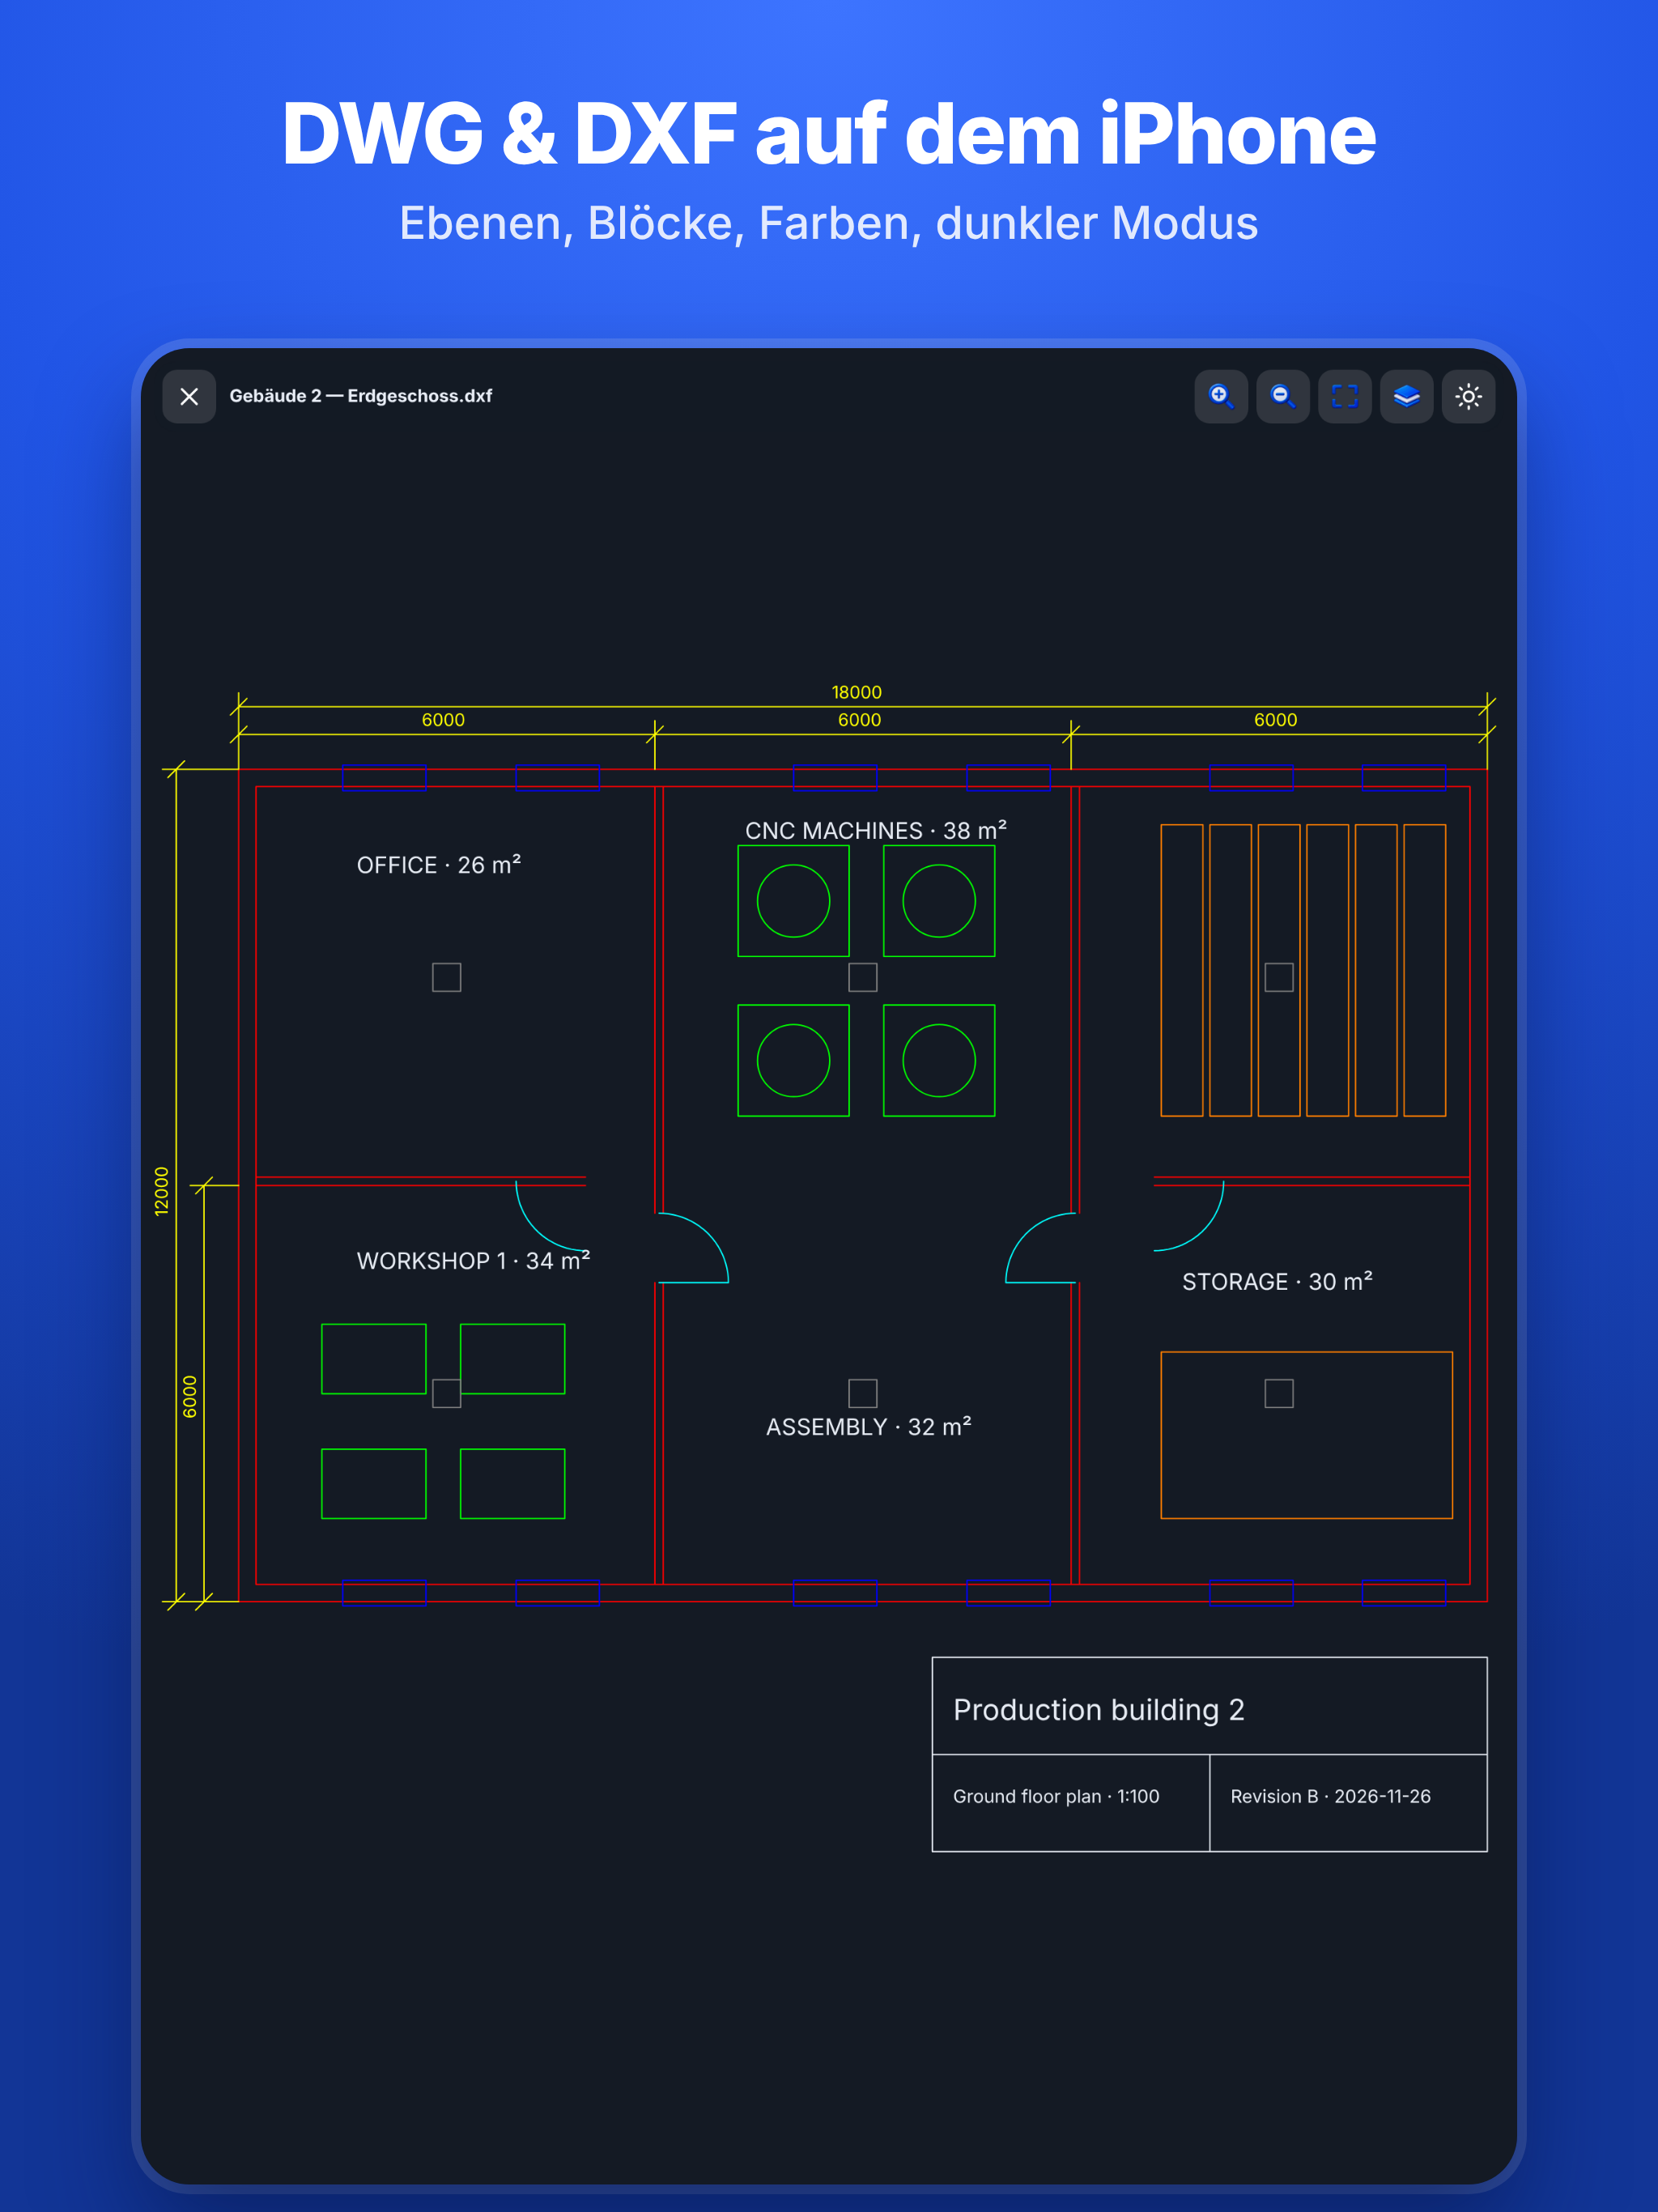 DWG & DXF auf dem iPhone
Ebenen, Blöcke, Farben, dunkler Modus
Gebäude 2 — Erdgeschoss.dxf
18000
6000
6000
6000
CNC MACHINES · 38 m²
OFFICE · 26 m²
12000
WORKSHOP 1 · 34 m²
STORAGE · 30 m²
6000
ASSEMBLY · 32 m²
Production building 2
Ground floor plan · 1:100
Revision B · 2026-11-26